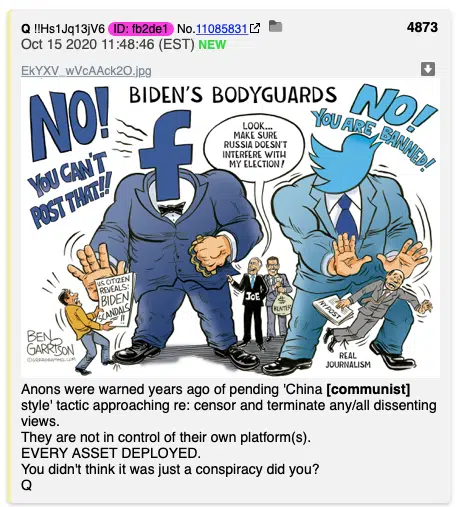 Q !!Hs1Jq13jV6 ID: fb2de1 No.11085831
4873
Oct 15 2020 11:48:46 (EST) NEW
EkYXV_wVcAAck2O.jpg
BIDEN'S BODYGUARDS
NO!
YOU CAN'T
POST THAT!!
NO!
YOU ARE BANNED!
LOOK...
MAKE SURE
RUSSIA DOESN'T
INTERFERE WITH
MY ELECTION!
f
US CITIZEN
REVEALS:
BIDEN
SCANDALS
!!
JOE
$
HUNTER
NY POST
REAL
JOURNALISM
BEN
GARRISON
Anons were warned years ago of pending 'China [communist]
style' tactic approaching re: censor and terminate any/all dissenting
views.
They are not in control of their own platform(s).
EVERY ASSET DEPLOYED.
You didn't think it was just a conspiracy did you?
Q